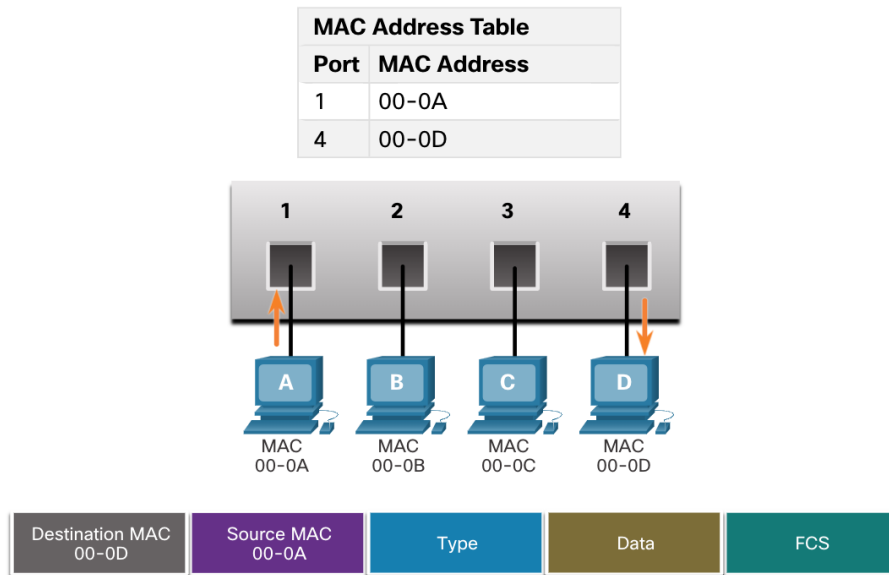 MAC Address Table
Port MAC Address
1 00-0A
4 00-0D
1 2 3 4
A B C D
MAC MAC MAC MAC
00-0A 00-0B 00-0C 00-0D
Destination MAC Source MAC Type Data FCS
00-0D 00-0A